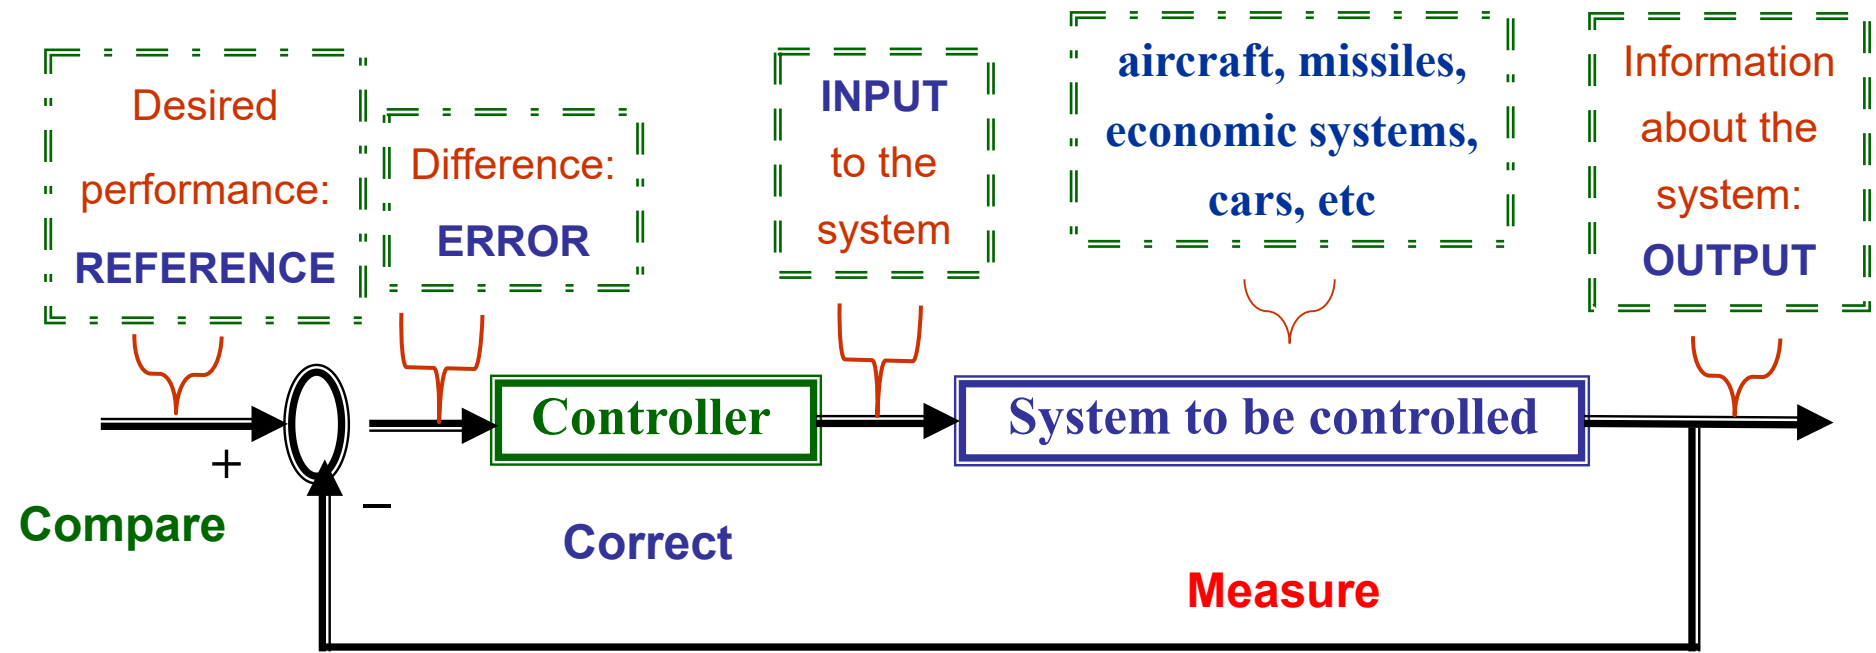 Desired
performance:
REFERENCE
Difference:
ERROR
INPUT
to the
system
aircraft, missiles,
economic systems,
cars, etc
Information
about the
system:
OUTPUT
Controller
System to be controlled
+
−
Compare
Correct
Measure